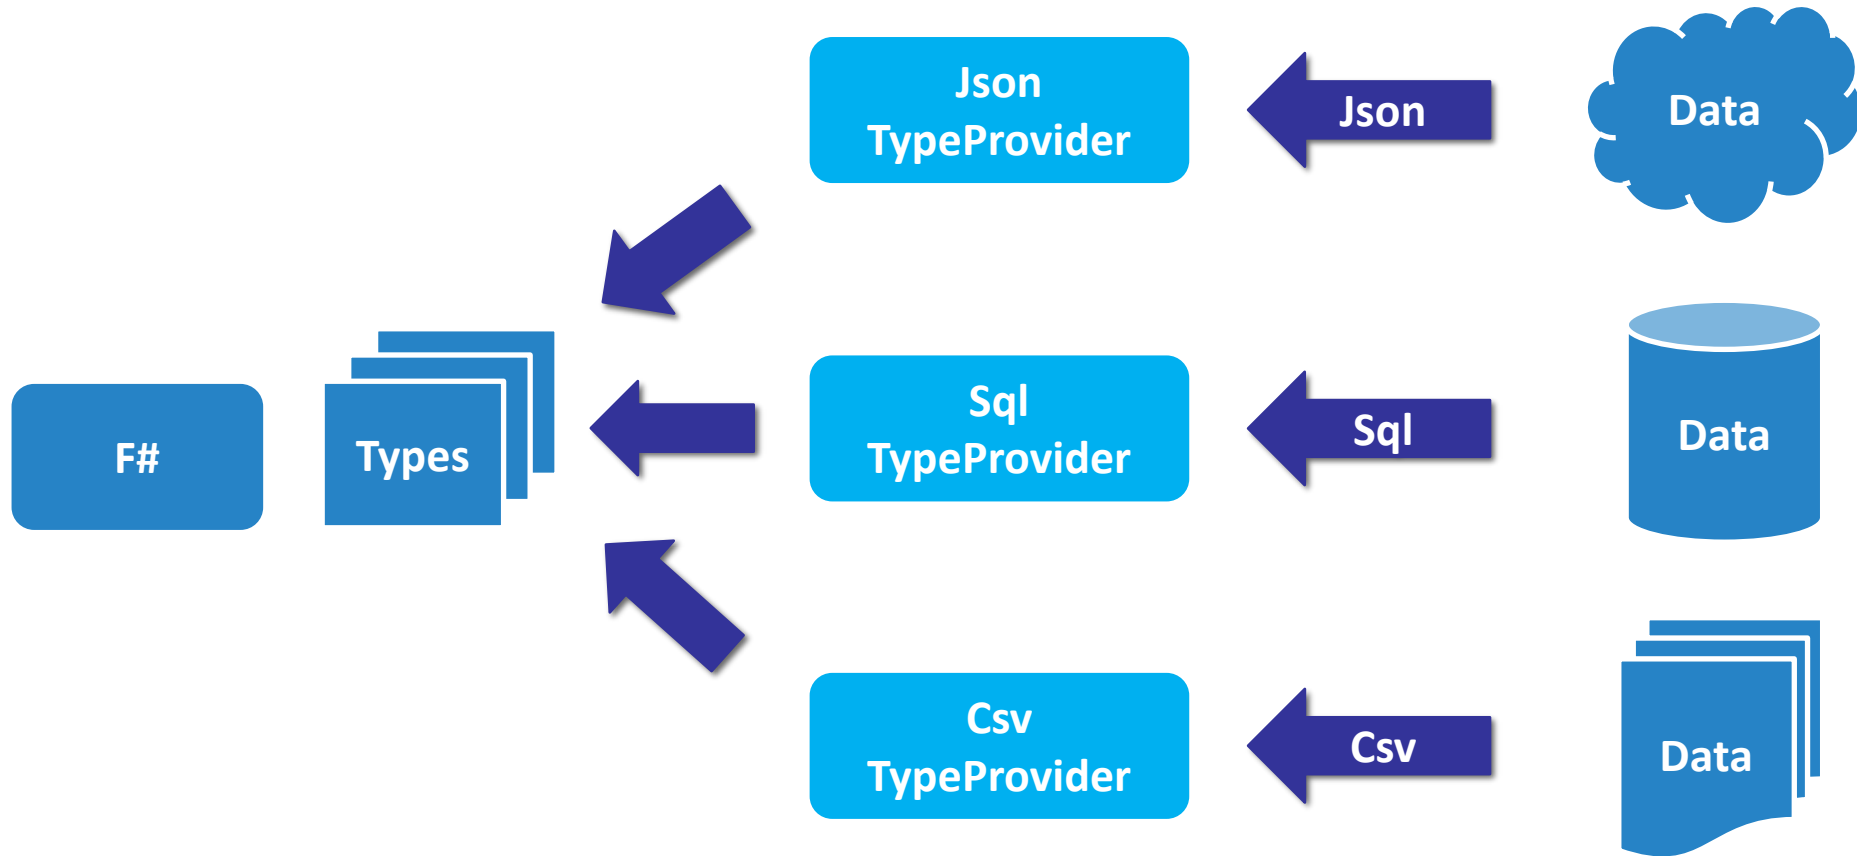 Json
TypeProvider
Json
Data
F#
Types
Sql
TypeProvider
Sql
Data
Csv
TypeProvider
Csv
Data